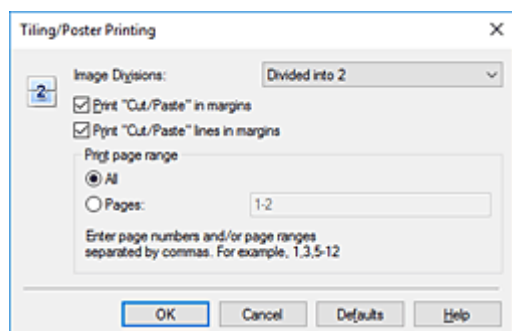 Tiling/Poster Printing
Image Divisions: Divided into 2
2
Print "Cut/Paste" in margins
Print "Cut/Paste" lines in margins
Print page range
All
Pages: 1-2
Enter page numbers and/or page ranges
separated by commas. For example, 1,3,5-12
OK Cancel Defaults Help